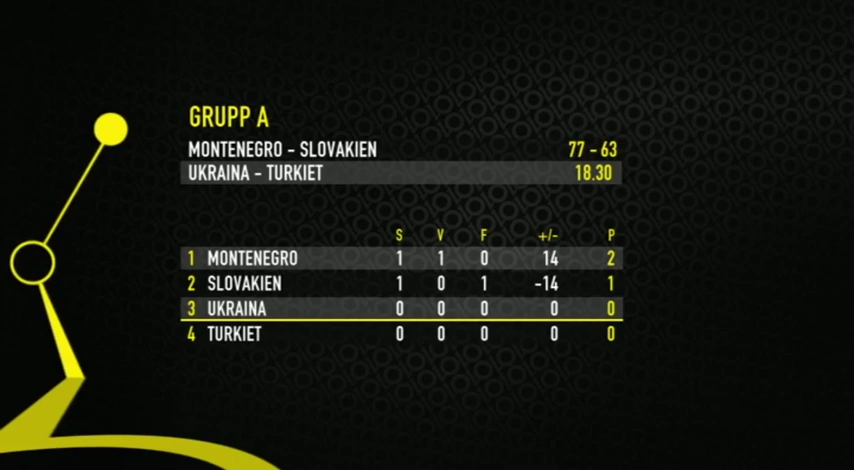 GRUPP A
MONTENEGRO - SLOVAKIEN 77 - 63
UKRAINA - TURKIET 18.30
S V F +/- P
1 MONTENEGRO 1 1 0 14 2
2 SLOVAKIEN 1 0 1 -14 1
3 UKRAINA 0 0 0 0 0
4 TURKIET 0 0 0 0 0